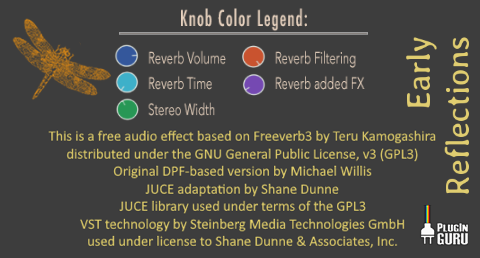 Knob Color Legend:
Reverb Volume
Reverb Filtering
Reverb Time
Reverb added FX
Stereo Width
Early
Reflections
This is a free audio effect based on Freeverb3 by Teru Kamogashira
distributed under the GNU General Public License, v3 (GPL3)
Original DPF-based version by Michael Willis
JUCE adaptation by Shane Dunne
JUCE library used under terms of the GPL3
VST technology by Steinberg Media Technologies GmbH
used under license to Shane Dunne & Associates, Inc.
PLUGIN
GURU